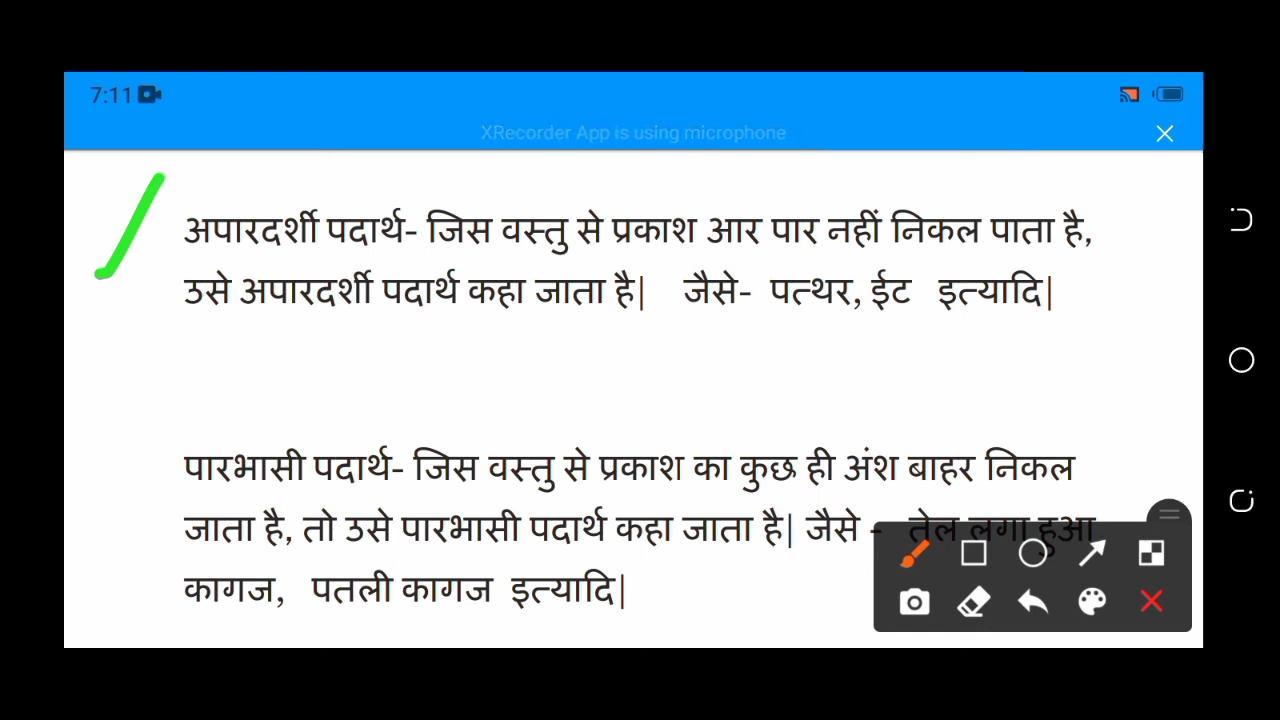 7:11
XRecorder App is using microphone
अपारदर्शी पदार्थ- जिस वस्तु से प्रकाश आर पार नहीं निकल पाता है,
उसे अपारदर्शी पदार्थ कहा जाता है| जैसे- पत्थर, ईट इत्यादि|
पारभासी पदार्थ- जिस वस्तु से प्रकाश का कुछ ही अंश बाहर निकल
जाता है, तो उसे पारभासी पदार्थ कहा जाता है| जैसे - तेल लगा हुआ
कागज, पतली कागज इत्यादि|